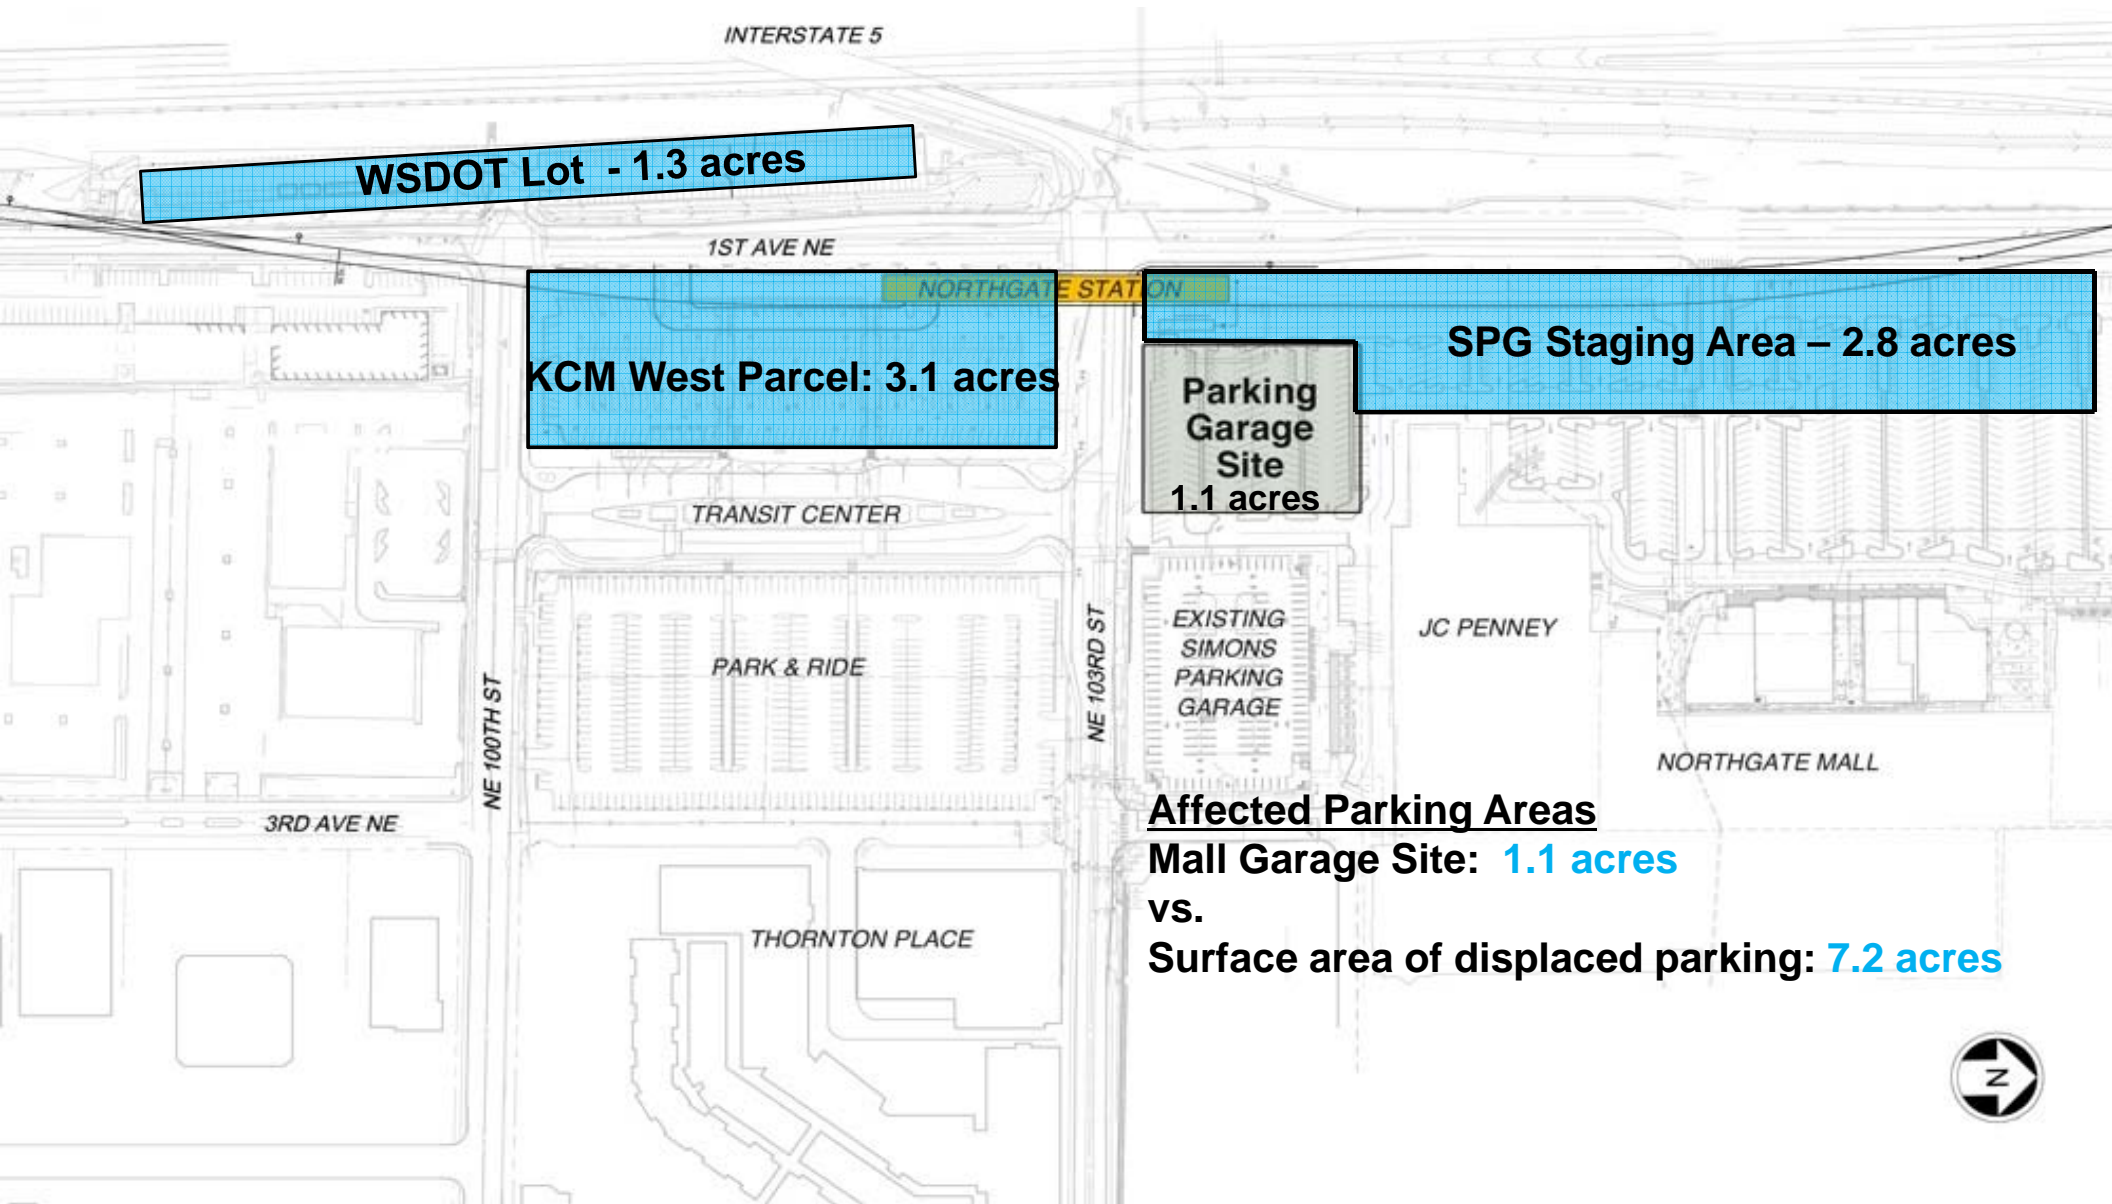 INTERSTATE 5
WSDOT Lot - 1.3 acres
1ST AVE NE
NORTHGATE STATION
SPG Staging Area – 2.8 acres
KCM West Parcel: 3.1 acres
Parking
Garage
Site
1.1 acres
TRANSIT CENTER
EXISTING
SIMONS
PARKING
GARAGE
JC PENNEY
PARK & RIDE
NE 103RD ST
NE 100TH ST
NORTHGATE MALL
3RD AVE NE
Affected Parking Areas
Mall Garage Site: 1.1 acres
vs.
Surface area of displaced parking: 7.2 acres
THORNTON PLACE
N